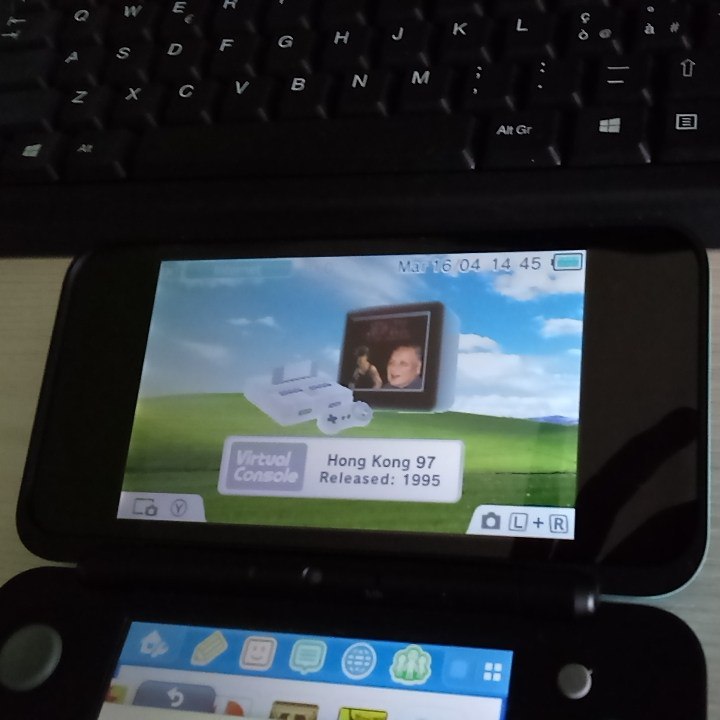 Q W E R
€
A S D F G H J K L ç ò @ à #
Z X C V B N M ; , : .
Alt
Alt Gr
Mar 16 04 14 45
Virtual Console
Hong Kong 97
Released: 1995
Y
L + R